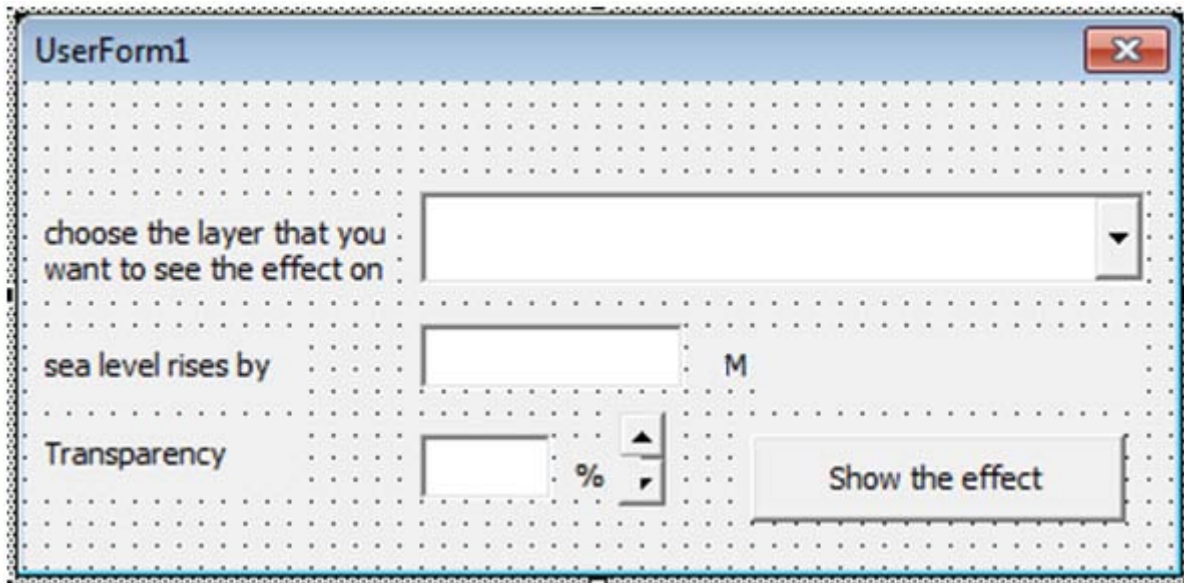 UserForm1
choose the layer that you
want to see the effect on
sea level rises by
M
Transparency
%
Show the effect